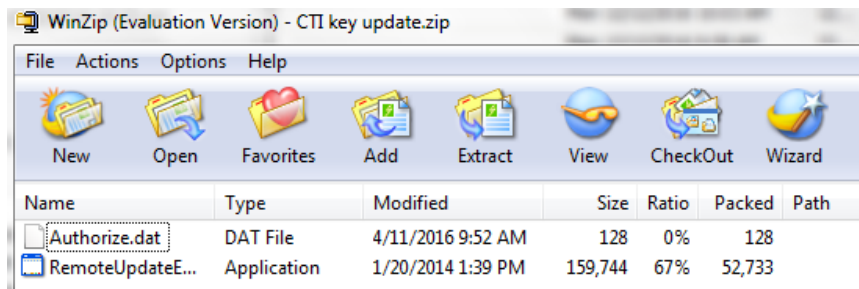 WinZip (Evaluation Version) - CTI key update.zip
File Actions Options Help
New Open Favorites Add Extract View CheckOut Wizard
Name Type Modified Size Ratio Packed Path
Authorize.dat DAT File 4/11/2016 9:52 AM 128 0% 128
RemoteUpdateE... Application 1/20/2014 1:39 PM 159,744 67% 52,733